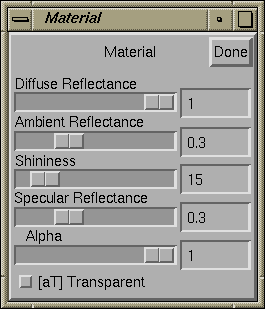 Material
Material Done
Diffuse Reflectance
1
Ambient Reflectance
0.3
Shininess
15
Specular Reflectance
0.3
Alpha
1
[aT] Transparent